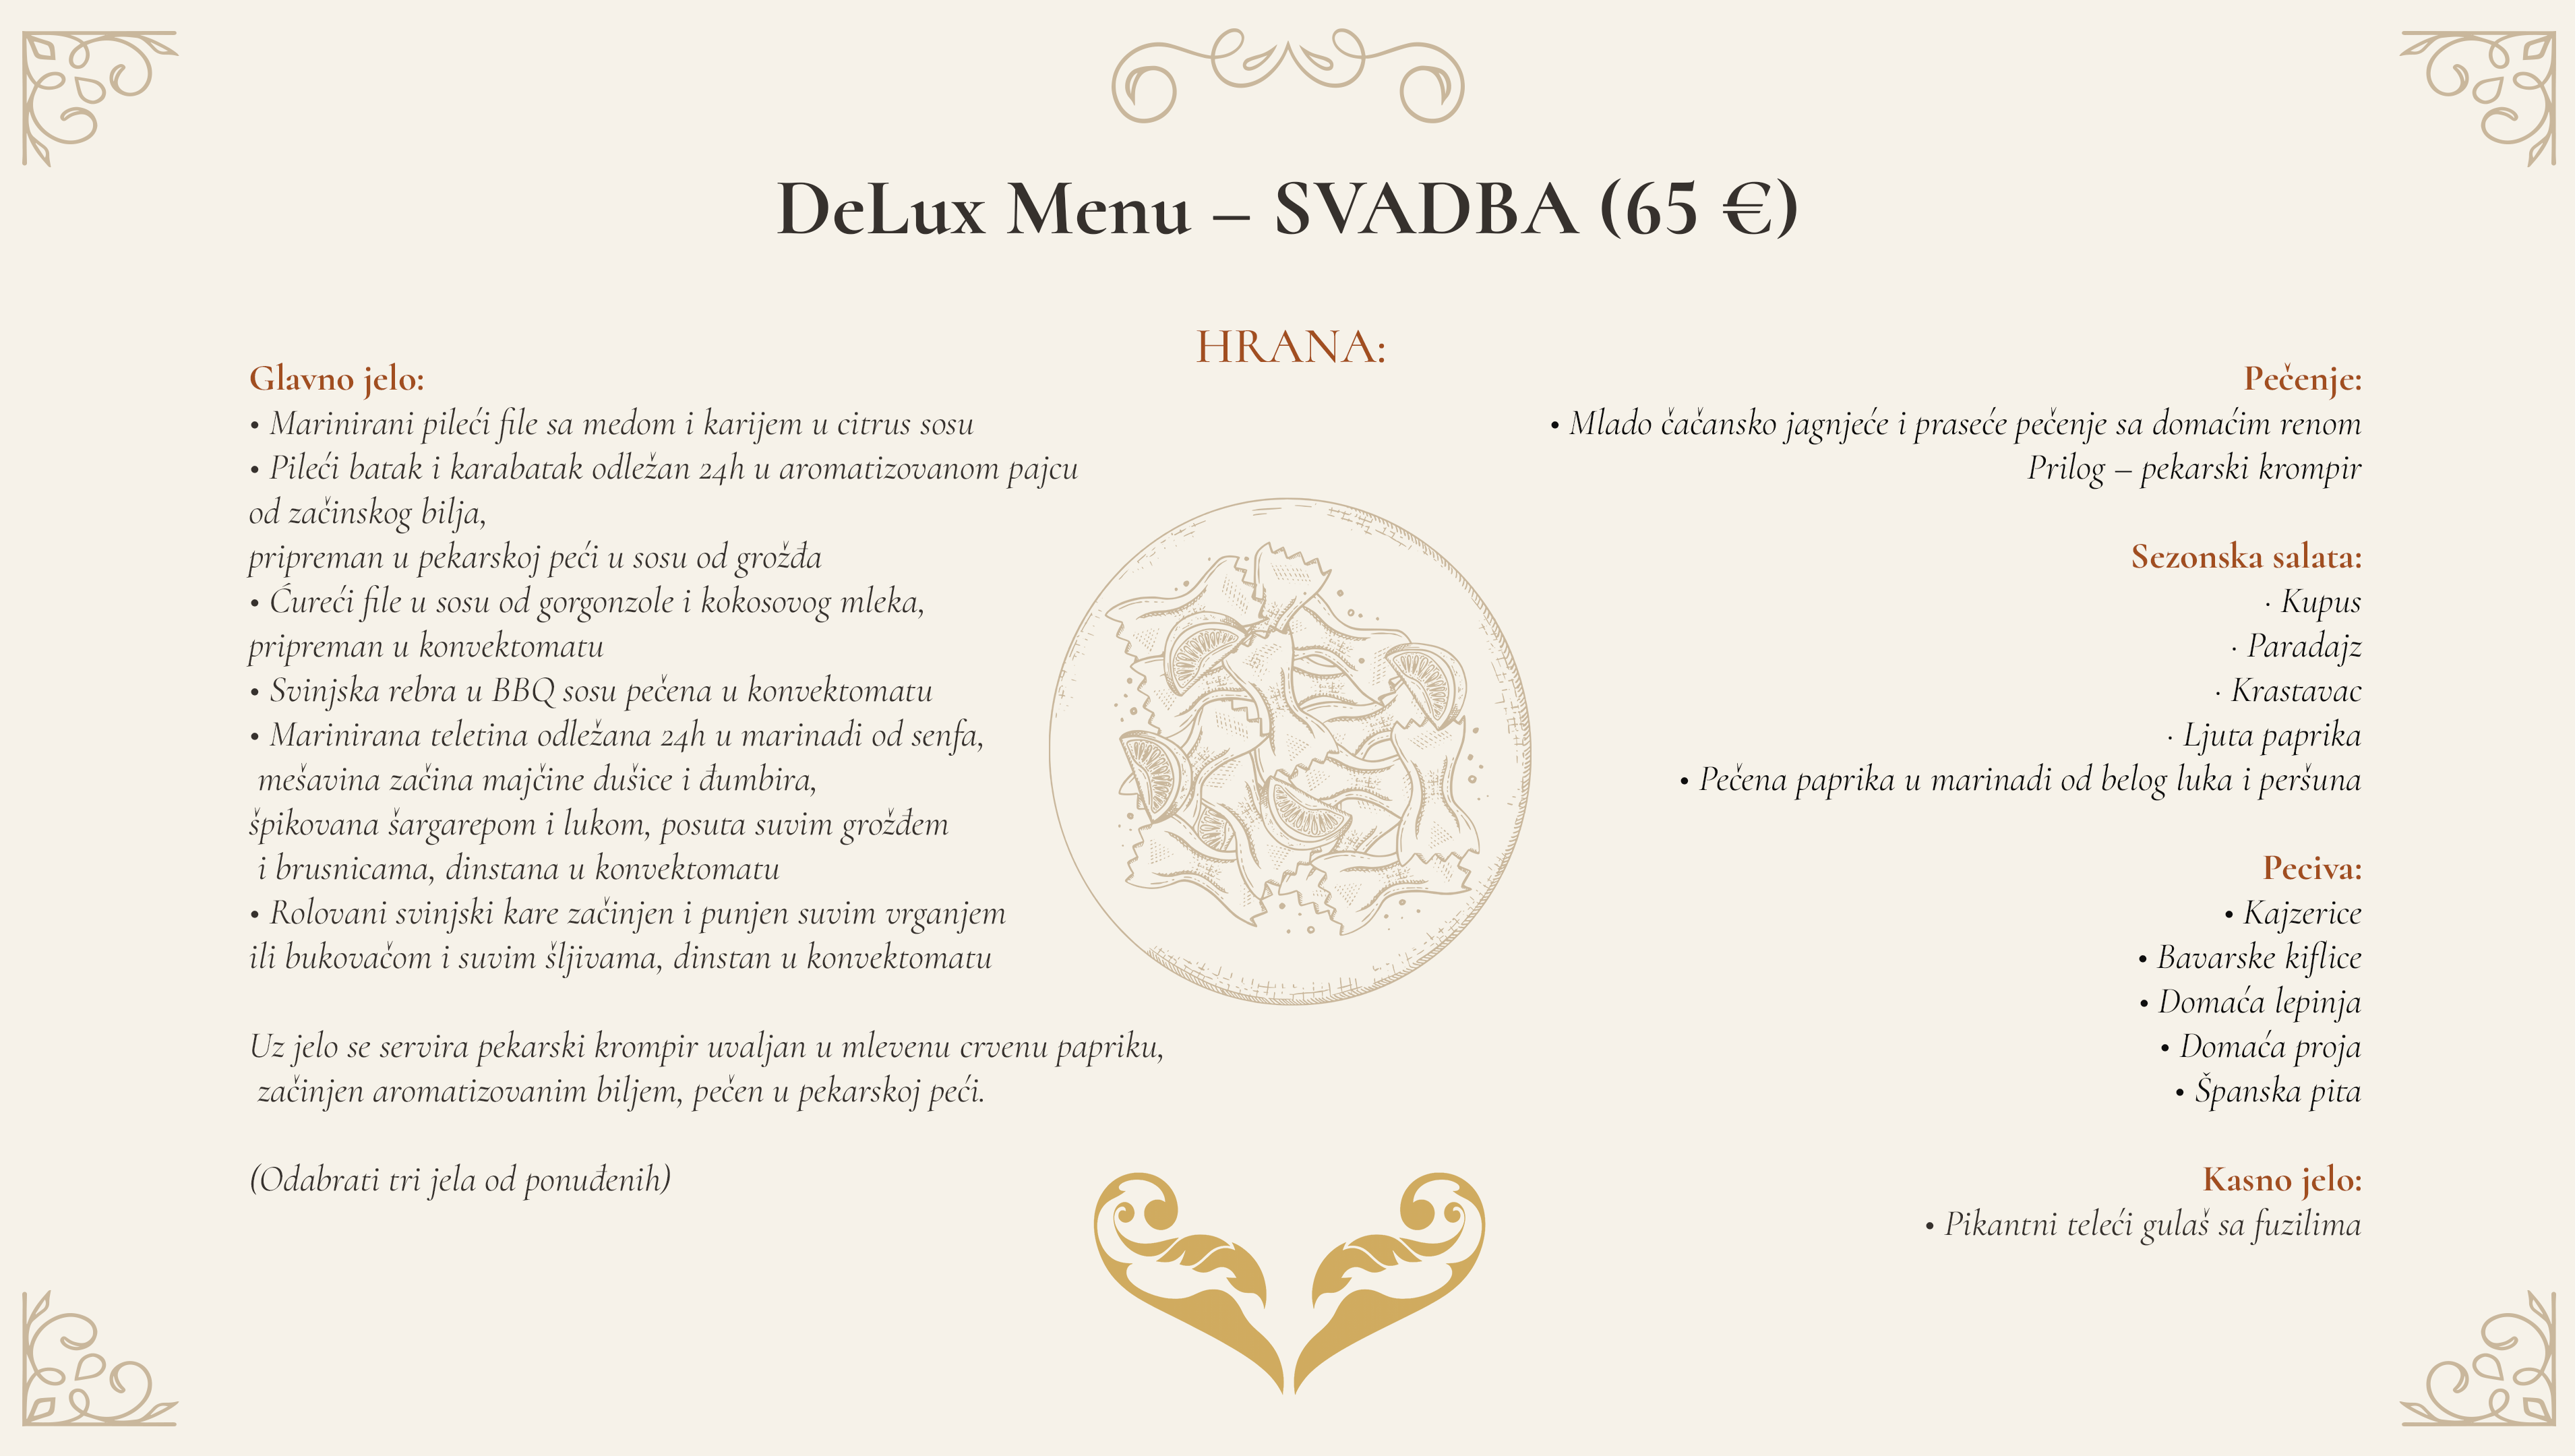 DeLux Menu – SVADBA (65 €)
HRANA:
Glavno jelo:
• Marinirani pileći file sa medom i karijem u citrus sosu
• Pileći batak i karabatak odležan 24h u aromatizovanom pajcu
od začinskog bilja,
pripreman u pekarskoj peći u sosu od grožđa
• Ćureći file u sosu od gorgonzole i kokosovog mleka,
pripreman u konvektomatu
• Svinjska rebra u BBQ sosu pečena u konvektomatu
• Marinirana teletina odležana 24h u marinadi od senfa,
mešavina začina majčine dušice i đumbira,
špikovana šargarepom i lukom, posuta suvim grožđem
i brusnicama, dinstana u konvektomatu
• Rolovani svinjski kare začinjen i punjen suvim vrganjem
ili bukovačom i suvim šljivama, dinstan u konvektomatu
Uz jelo se servira pekarski krompir uvaljan u mlevenu crvenu papriku,
začinjen aromatizovanim biljem, pečen u pekarskoj peći.
(Odabrati tri jela od ponuđenih)
Pečenje:
• Mlado čačansko jagnjeće i praseće pečenje sa domaćim renom
Prilog – pekarski krompir
Sezonska salata:
· Kupus
· Paradajz
· Krastavac
· Ljuta paprika
• Pečena paprika u marinadi od belog luka i peršuna
Peciva:
• Kajzerice
• Bavarske kiflice
• Domaća lepinja
• Domaća proja
• Španska pita
Kasno jelo:
• Pikantni teleći gulaš sa fuzilima